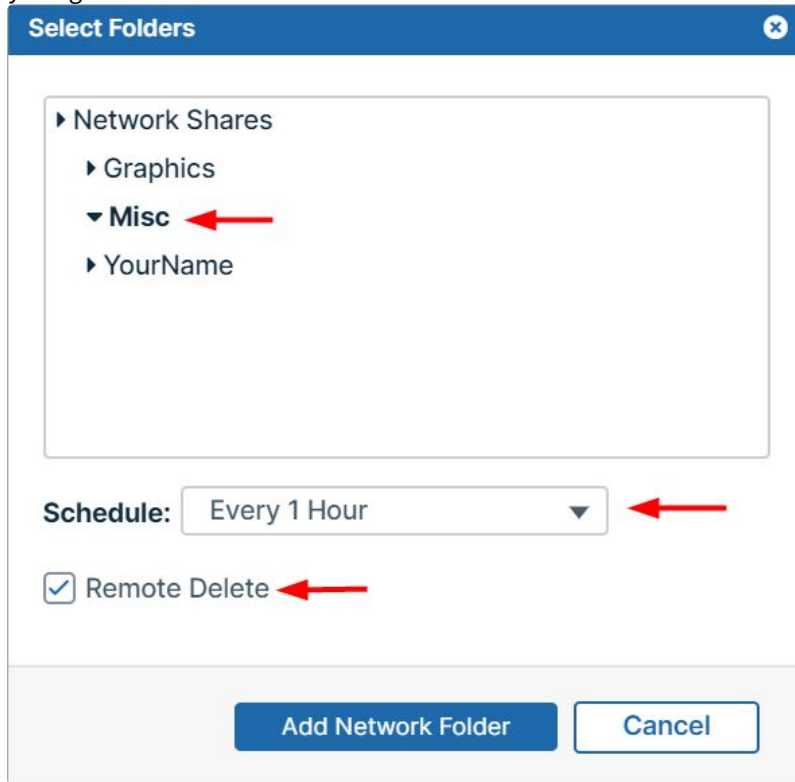 Select Folders
Network Shares
Graphics
Misc
YourName
Schedule: Every 1 Hour
Remote Delete
Add Network Folder Cancel